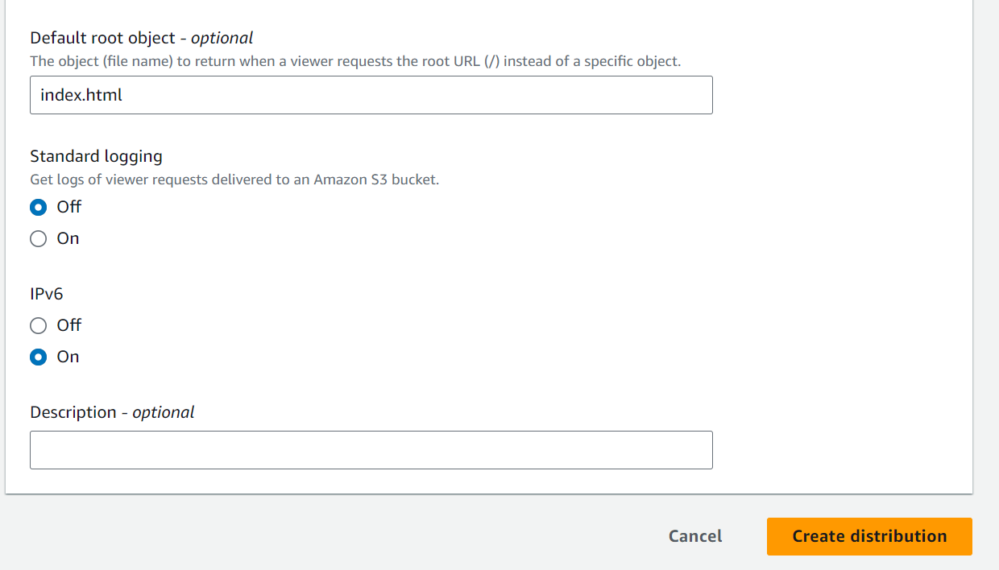 Default root object - optional
The object (file name) to return when a viewer requests the root URL (/) instead of a specific object.
index.html
Standard logging
Get logs of viewer requests delivered to an Amazon S3 bucket.
Off
On
IPv6
Off
On
Description - optional
Cancel
Create distribution